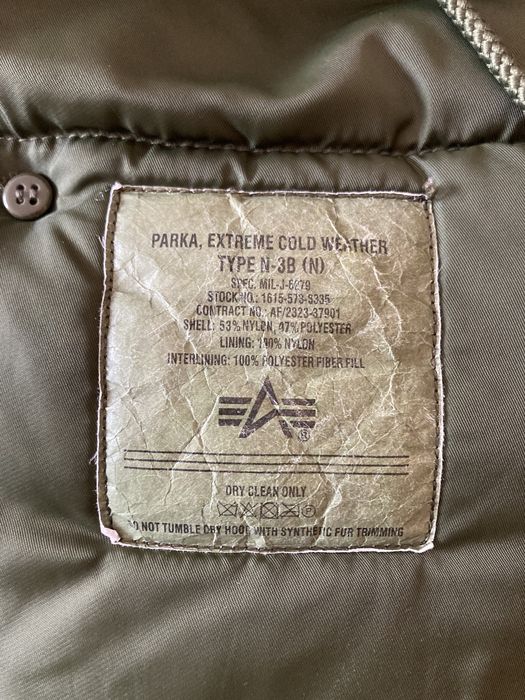 PARKA, EXTREME COLD WEATHER
TYPE N-3B (N)
SPEC. MIL-J-6279
STOCK NO.: 1615-573-8335
CONTRACT NO.: AF/2323-37901
SHELL: 53% NYLON, 47% POLYESTER
LINING: 100% NYLON
INTERLINING: 100% POLYESTER FIBER FILL
®
DRY CLEAN ONLY
DO NOT TUMBLE DRY HOOD WITH SYNTHETIC FUR TRIMMING